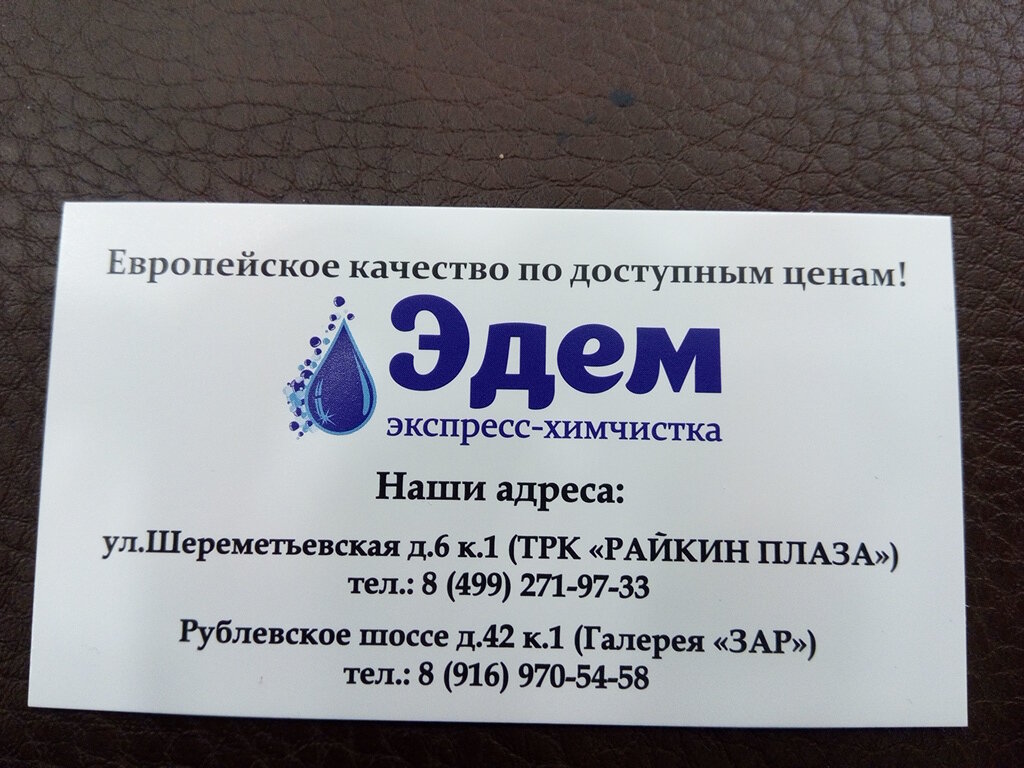 Европейское качество по доступным ценам!
Эдем
экспресс-химчистка
Наши адреса:
ул.Шереметьевская д.6 к.1 (ТРК «РАЙКИН ПЛАЗА»)
тел.: 8 (499) 271-97-33
Рублевское шоссе д.42 к.1 (Галерея «ЗАР»)
тел.: 8 (916) 970-54-58